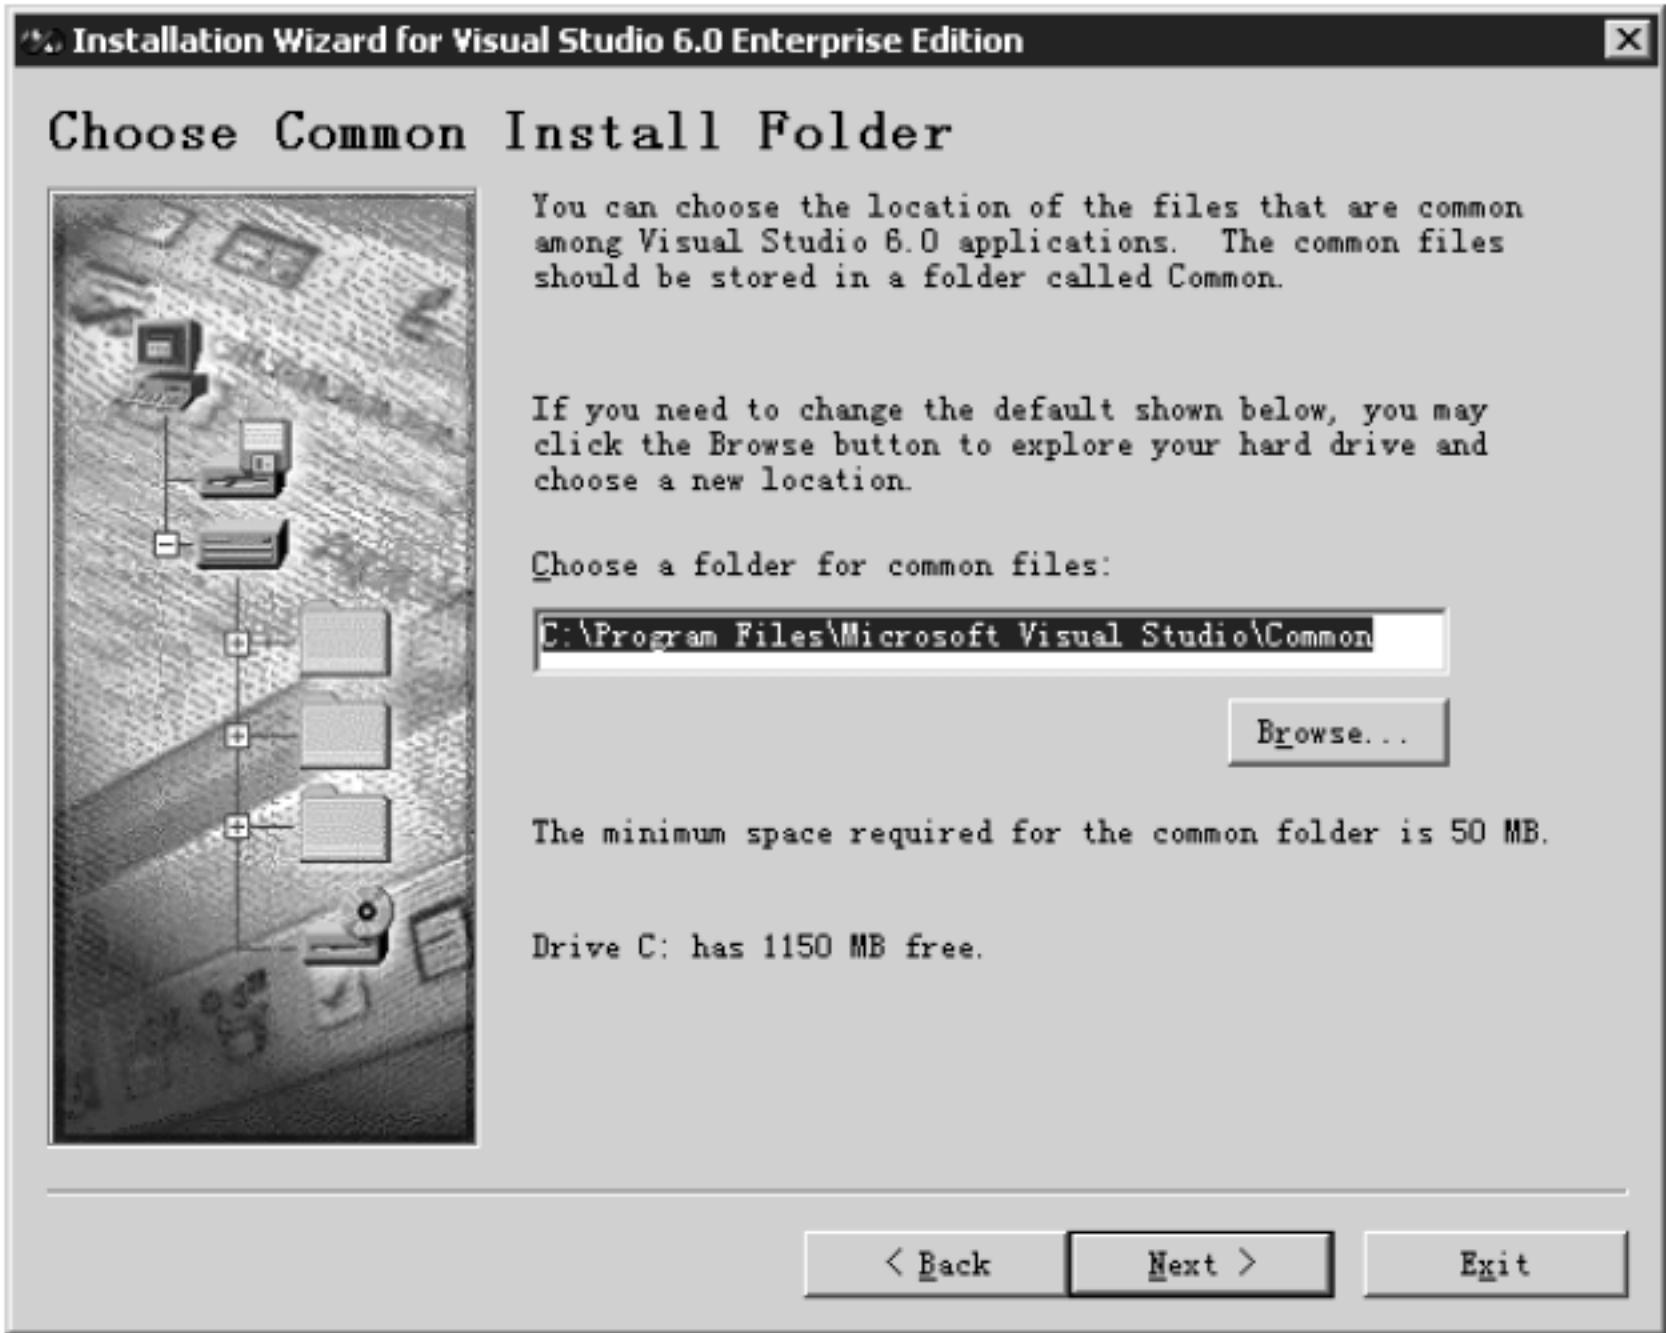 Installation Wizard for Visual Studio 6.0 Enterprise Edition
Choose Common Install Folder
You can choose the location of the files that are common
among Visual Studio 6.0 applications.  The common files
should be stored in a folder called Common.
If you need to change the default shown below, you may
click the Browse button to explore your hard drive and
choose a new location.
Choose a folder for common files:
C:\Program Files\Microsoft Visual Studio\Common
Browse...
The minimum space required for the common folder is 50 MB.
Drive C: has 1150 MB free.
< Back
Next >
Exit